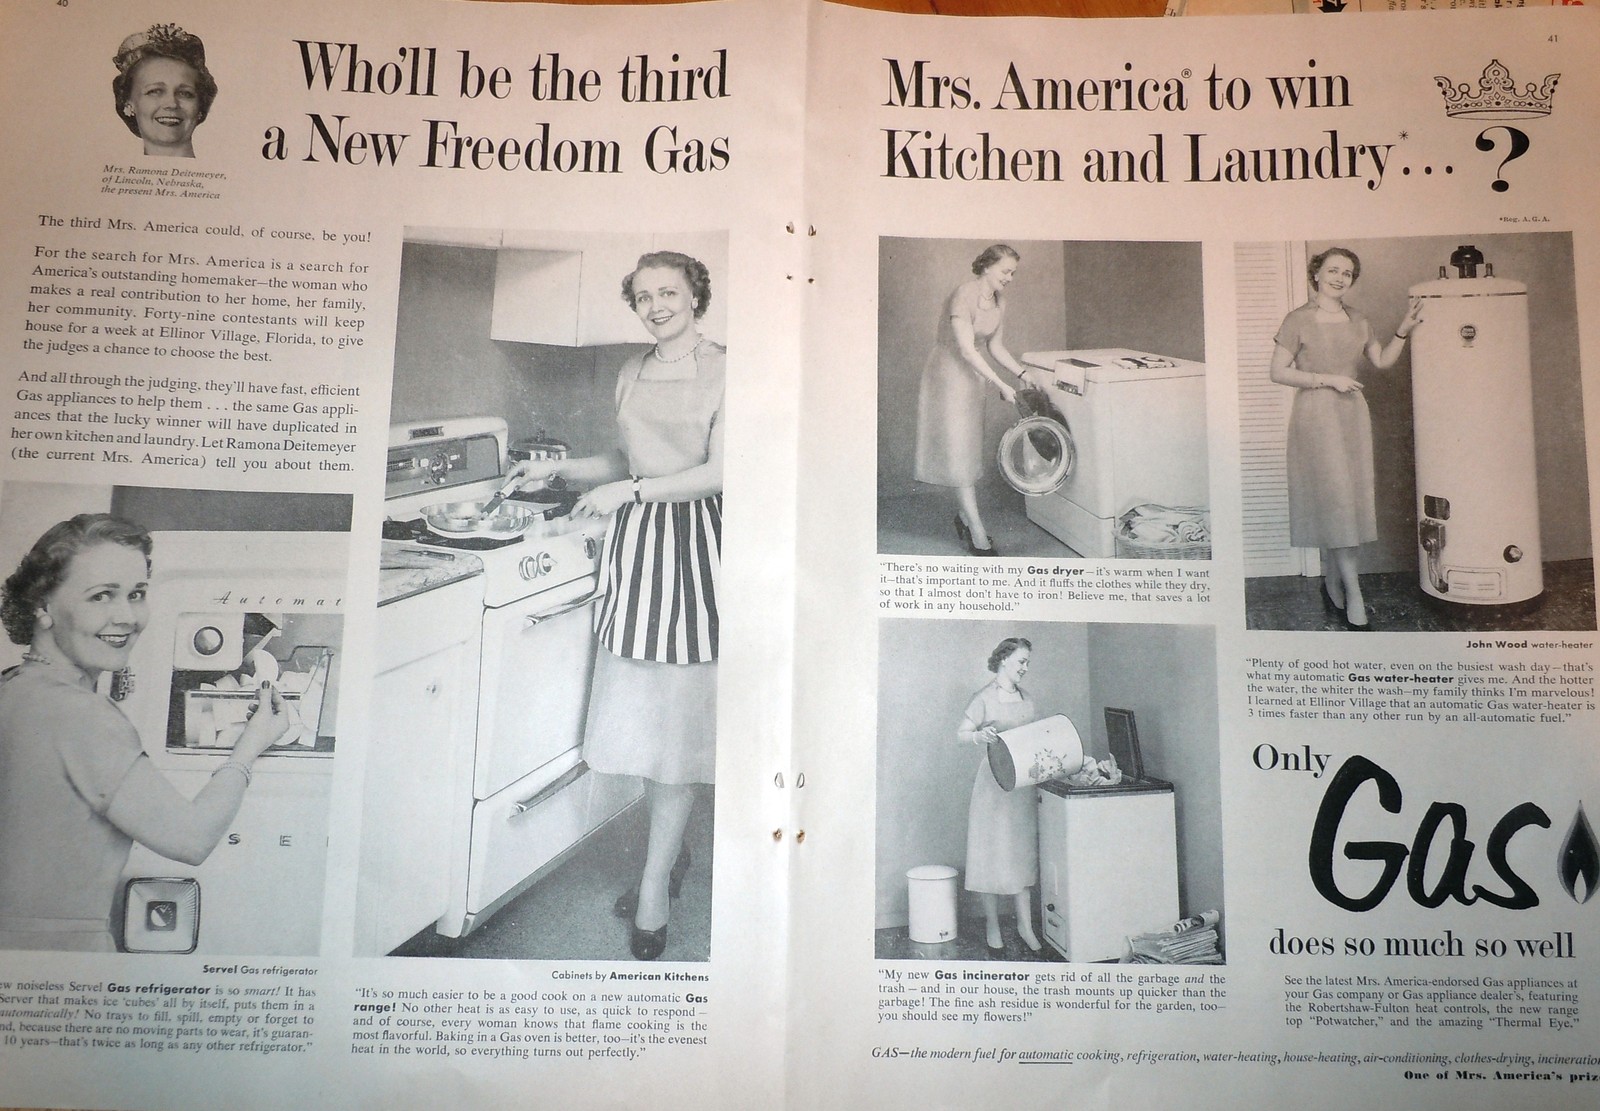 40
41
Who'll be the third
a New Freedom Gas
Mrs. America® to win
Kitchen and Laundry*... ?
*Reg. A. G. A.
Mrs. Ramona Deitemeyer,
of Lincoln, Nebraska,
the present Mrs. America
The third Mrs. America could, of course, be you!
For the search for Mrs. America is a search for
America's outstanding homemaker—the woman who
makes a real contribution to her home, her family,
her community. Forty-nine contestants will keep
house for a week at Ellinor Village, Florida, to give
the judges a chance to choose the best.
And all through the judging, they'll have fast, efficient
Gas appliances to help them . . . the same Gas appli-
ances that the lucky winner will have duplicated in
her own kitchen and laundry. Let Ramona Deitemeyer
(the current Mrs. America) tell you about them.
Automat
S E
Servel Gas refrigerator
noiseless Servel Gas refrigerator is so smart! It has
Server that makes ice 'cubes' all by itself, puts them in a
automatically! No trays to fill, spill, empty or forget to
because there are no moving parts to wear, it's guaran-
10 years—that's twice as long as any other refrigerator."
Cabinets by American Kitchens
"It's so much easier to be a good cook on a new automatic Gas
range! No other heat is as easy to use, as quick to respond—
and of course, every woman knows that flame cooking is the
most flavorful. Baking in a Gas oven is better, too—it's the evenest
heat in the world, so everything turns out perfectly."
"There's no waiting with my Gas dryer—it's warm when I want
it—that's important to me. And it fluffs the clothes while they dry,
so that I almost don't have to iron! Believe me, that saves a lot
of work in any household."
"My new Gas incinerator gets rid of all the garbage and the
trash—and in our house, the trash mounts up quicker than the
garbage! The fine ash residue is wonderful for the garden, too—
you should see my flowers!"
John Wood water-heater
"Plenty of good hot water, even on the busiest wash day—that's
what my automatic Gas water-heater gives me. And the hotter
the water, the whiter the wash—my family thinks I'm marvelous!
I learned at Ellinor Village that an automatic Gas water-heater is
3 times faster than any other run by an all-automatic fuel."
Only
Gas
does so much so well
See the latest Mrs. America-endorsed Gas appliances at
your Gas company or Gas appliance dealer's, featuring
the Robertshaw-Fulton heat controls, the new range
top "Potwatcher," and the amazing "Thermal Eye."
GAS—the modern fuel for automatic cooking, refrigeration, water-heating, house-heating, air-conditioning, clothes-drying, incineration
One of Mrs. America's priz